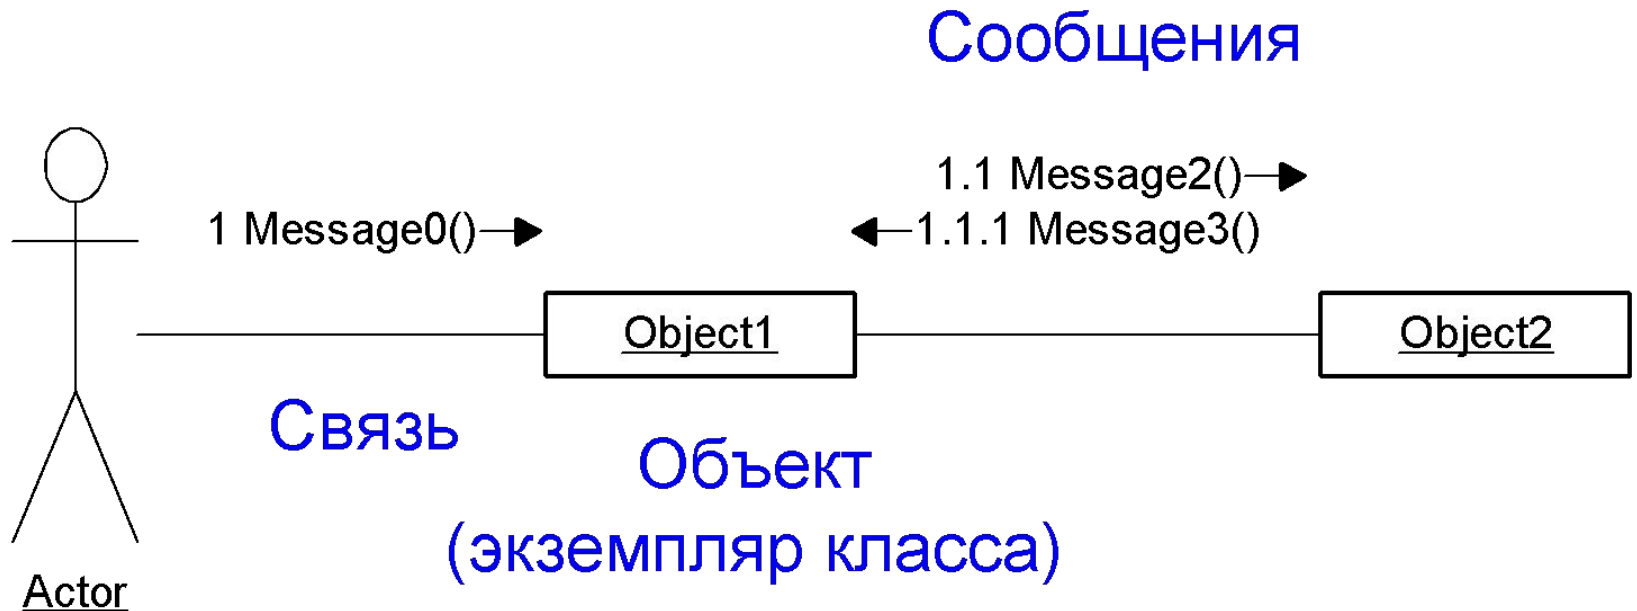 Сообщения
1.1 Message2()
1 Message0()
1.1.1 Message3()
Object1
Object2
Связь
Объект
(экземпляр класса)
Actor